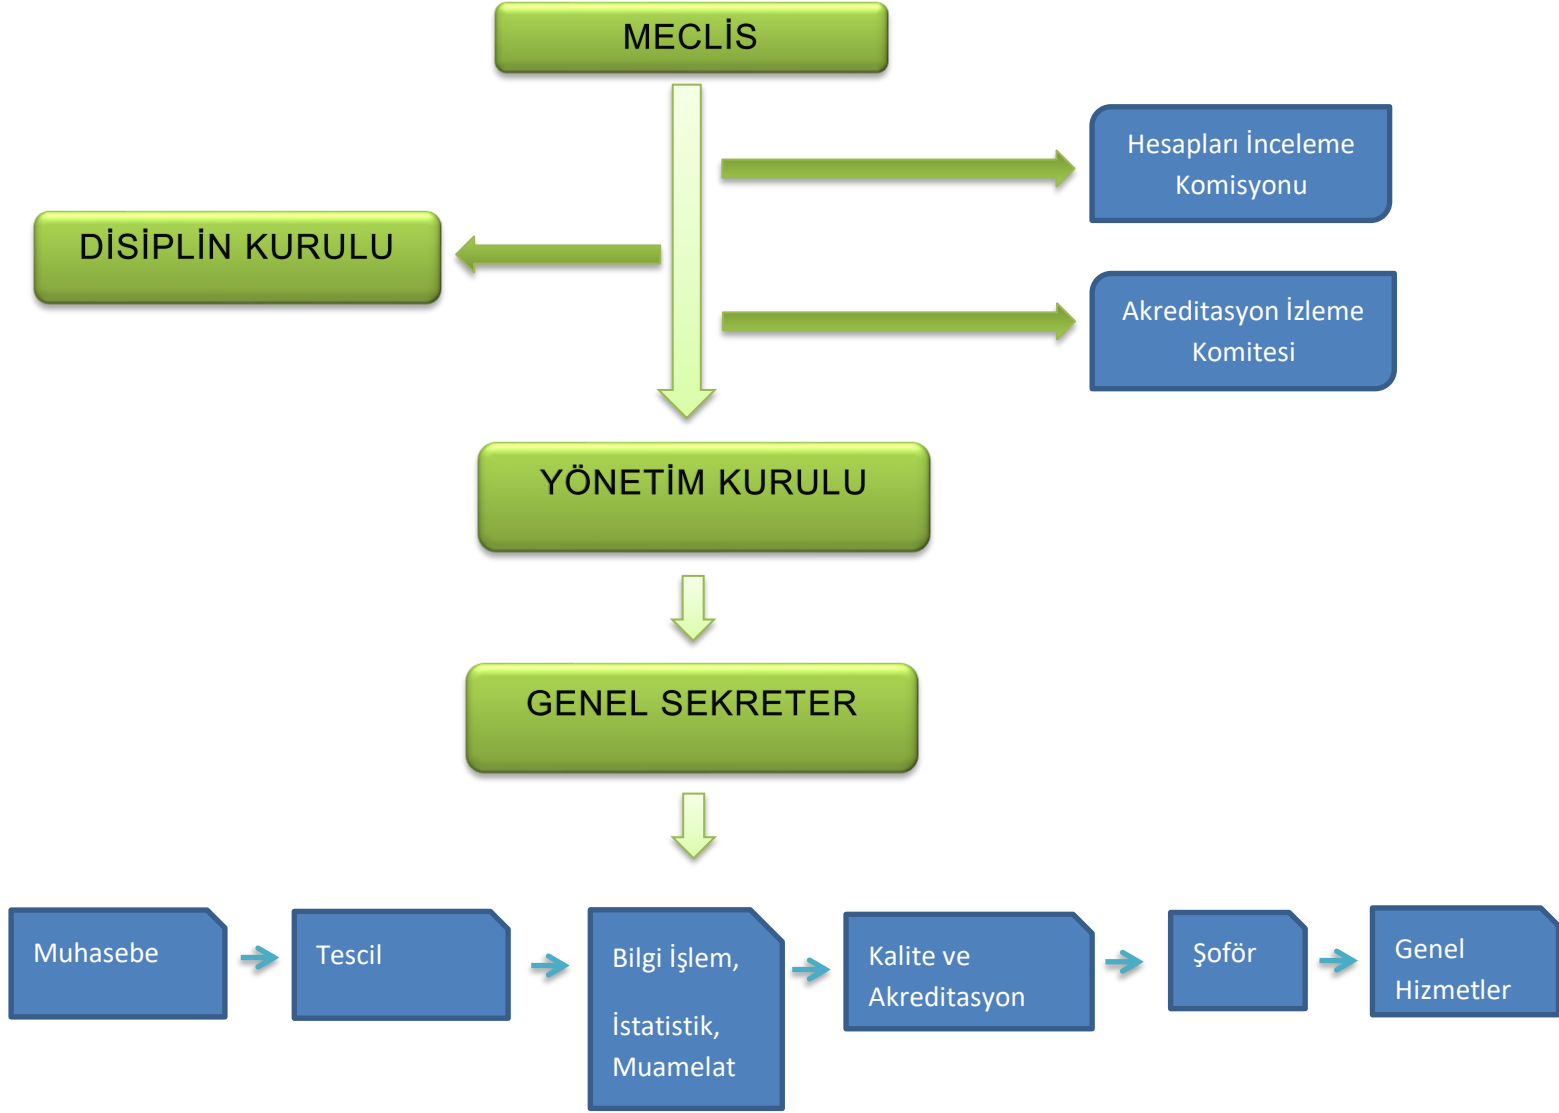 MECLİS
Hesapları İnceleme
Komisyonu
DİSİPLİN KURULU
Akreditasyon İzleme
Komitesi
YÖNETİM KURULU
GENEL SEKRETER
Muhasebe
Tescil
Bilgi İşlem,
İstatistik,
Muamelat
Kalite ve
Akreditasyon
Şoför
Genel
Hizmetler